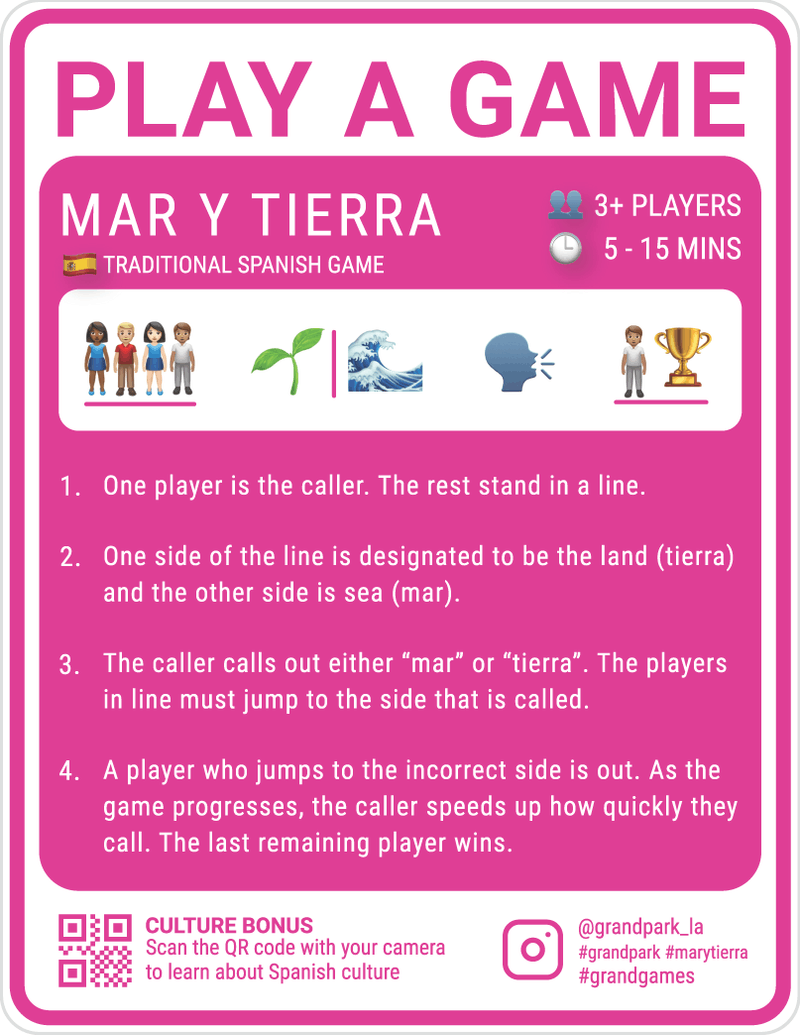 PLAY A GAME
MAR Y TIERRA
TRADITIONAL SPANISH GAME
3+ PLAYERS
5 - 15 MINS
1. One player is the caller. The rest stand in a line.
2. One side of the line is designated to be the land (tierra)
and the other side is sea (mar).
3. The caller calls out either “mar” or “tierra”. The players
in line must jump to the side that is called.
4. A player who jumps to the incorrect side is out. As the
game progresses, the caller speeds up how quickly they
call. The last remaining player wins.
CULTURE BONUS
Scan the QR code with your camera
to learn about Spanish culture
@grandpark_la
#grandpark #marytierra
#grandgames